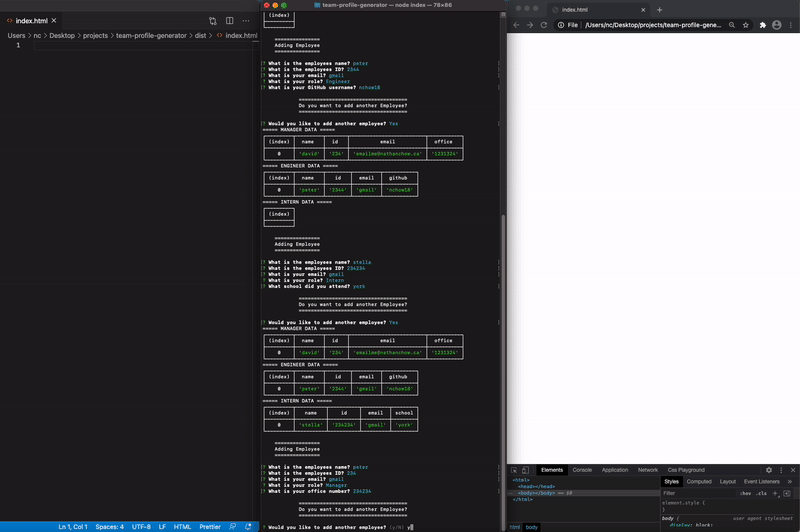 index.html
Users > nc > Desktop > projects > team-profile-generator > dist > index.html
1
Ln 1, Col 1 Spaces: 4 UTF-8 LF HTML Prettier
team-profile-generator — node index — 78×86
(index)
===============
Adding Employee
===============
? What is the employees name? peter
? What is the employees ID? 2344
? What is your email? gmail
? What is your role? Engineer
? What is your GitHub username? nchow18
====================================
Do you want to add another Employee?
====================================
? Would you like to add another employee? Yes
===== MANAGER DATA =====
(index) name id email office
0 'david' '234' 'emailme@nathanchow.ca' '1231324'
===== ENGINEER DATA =====
(index) name id email github
0 'peter' '2344' 'gmail' 'nchow18'
===== INTERN DATA =====
(index)
===============
Adding Employee
===============
? What is the employees name? stella
? What is the employees ID? 234234
? What is your email? gmail
? What is your role? Intern
? What school did you attend? york
====================================
Do you want to add another Employee?
====================================
? Would you like to add another employee? Yes
===== MANAGER DATA =====
(index) name id email office
0 'david' '234' 'emailme@nathanchow.ca' '1231324'
===== ENGINEER DATA =====
(index) name id email github
0 'peter' '2344' 'gmail' 'nchow18'
===== INTERN DATA =====
(index) name id email school
0 'stella' '234234' 'gmail' 'york'
===============
Adding Employee
===============
? What is the employees name? peter
? What is the employees ID? 234
? What is your email? gmail
? What is your role? Manager
? What is your office number? 234234
====================================
Do you want to add another Employee?
====================================
? Would you like to add another employee? (y/N) y
index.html
File | /Users/nc/Desktop/projects/team-profile-gene...
Elements Console Application Network Css Playground
<html>
<head></head>
<body></body> == $0
</html>
html body
Styles Computed Layout Event Listeners »
Filter :hov .cls +
element.style {
}
body { user agent stylesheet
display: block;